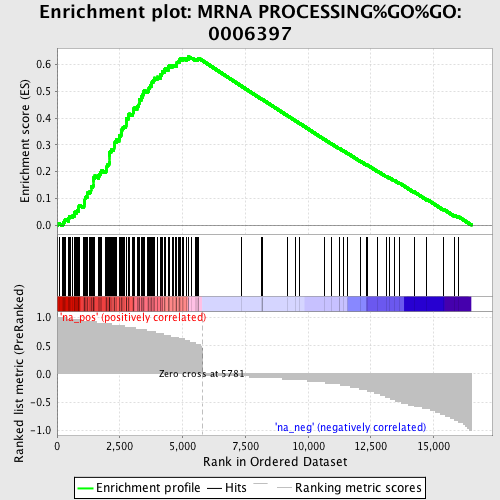 Enrichment plot: MRNA PROCESSING%GO%GO:
0006397
Enrichment score (ES)
0.6
0.5
0.4
0.3
0.2
0.1
0.0
Ranked list metric (PreRanked)
1.0
0.5
0.0
-0.5
-1.0
'na_pos' (positively correlated)
Zero cross at 5781
'na_neg' (negatively correlated)
0
2,500
5,000
7,500
10,000
12,500
15,000
Rank in Ordered Dataset
Enrichment profile
Hits
Ranking metric scores